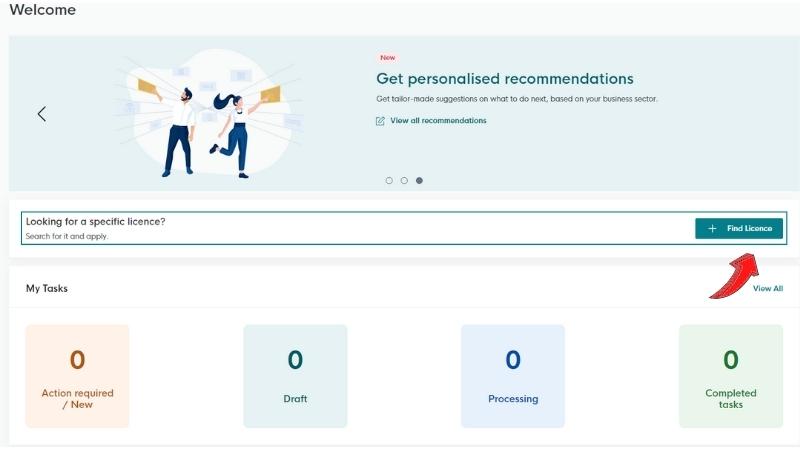 Welcome
New
Get personalised recommendations
Get tailor-made suggestions on what to do next, based on your business sector.
View all recommendations
Looking for a specific licence?
Search for it and apply.
+ Find Licence
My Tasks
View All
0
Action required
/ New
0
Draft
0
Processing
0
Completed
tasks